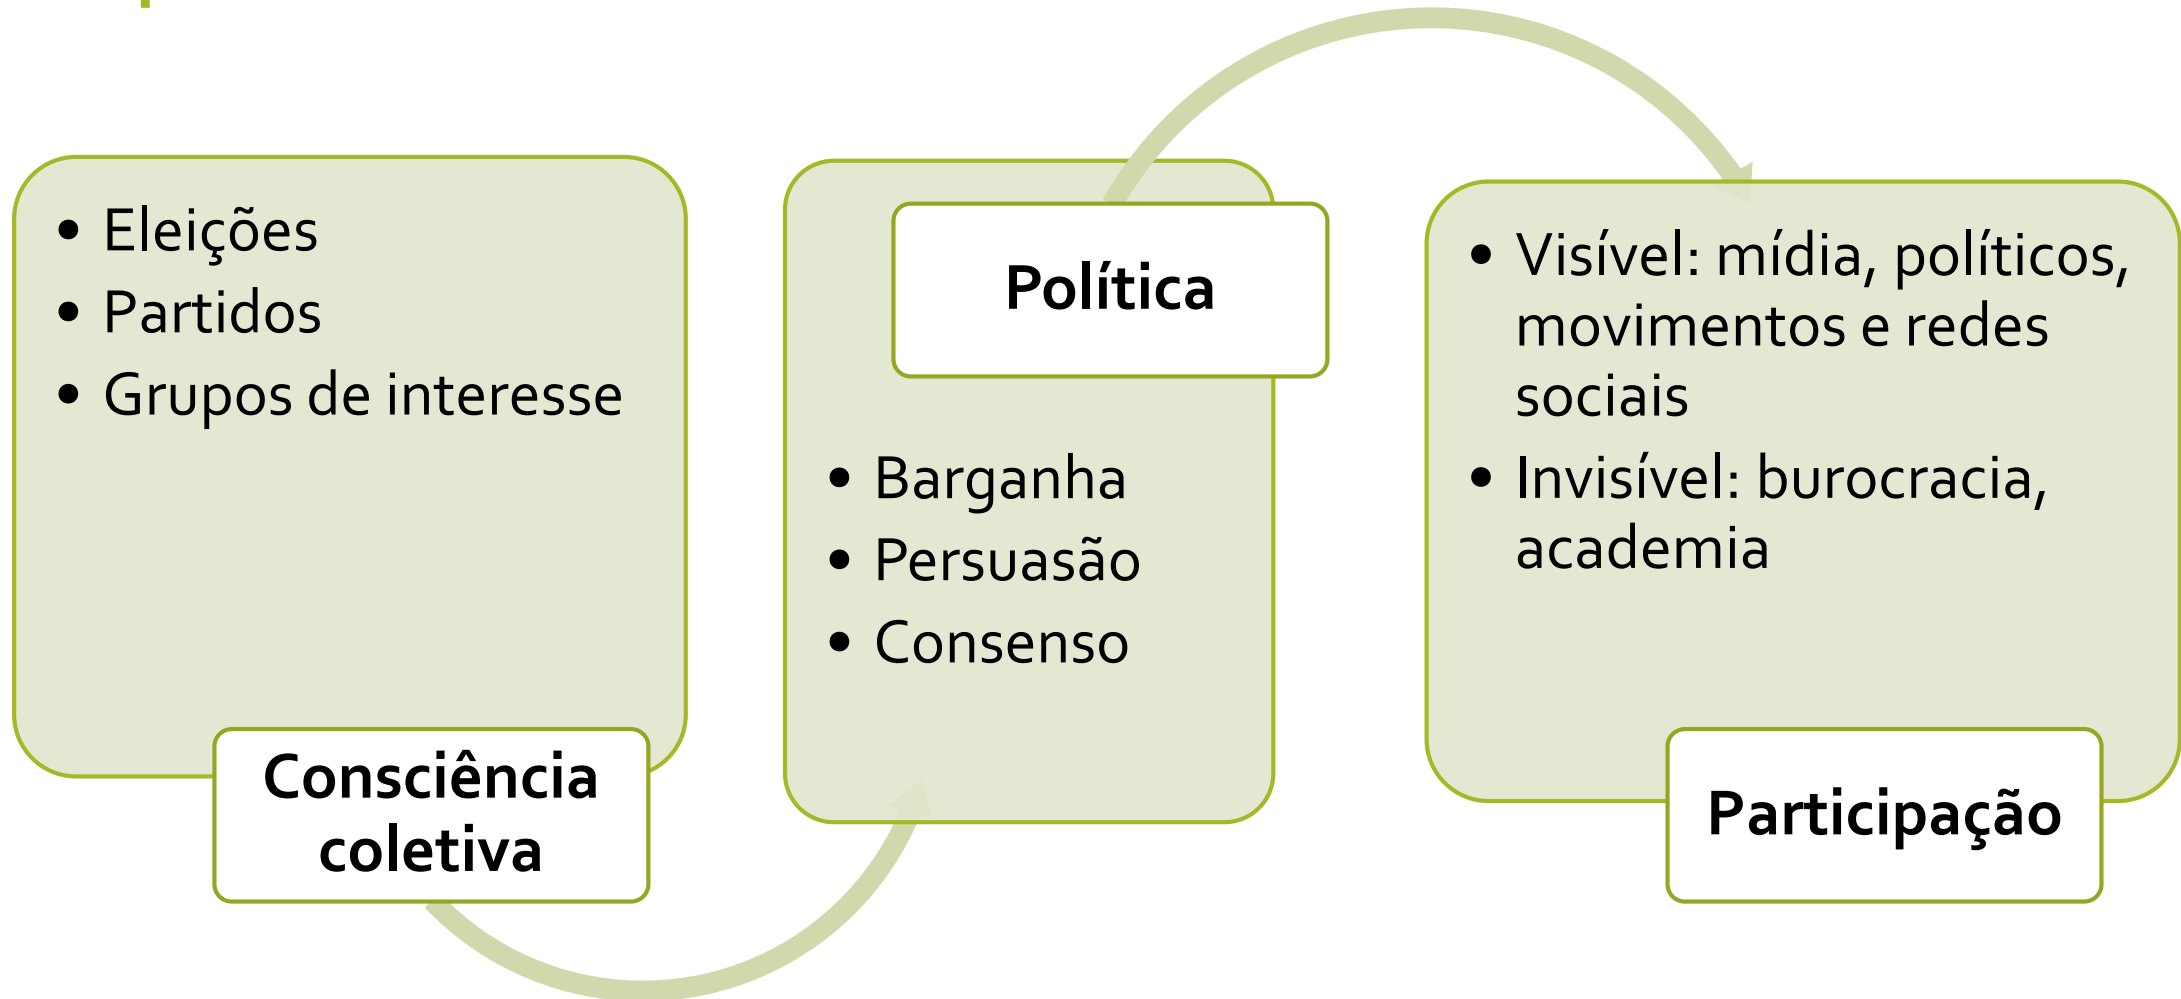 • Eleições
• Partidos
• Grupos de interesse
Consciência
coletiva
Política
• Barganha
• Persuasão
• Consenso
• Visível: mídia, políticos,
movimentos e redes
sociais
• Invisível: burocracia,
academia
Participação